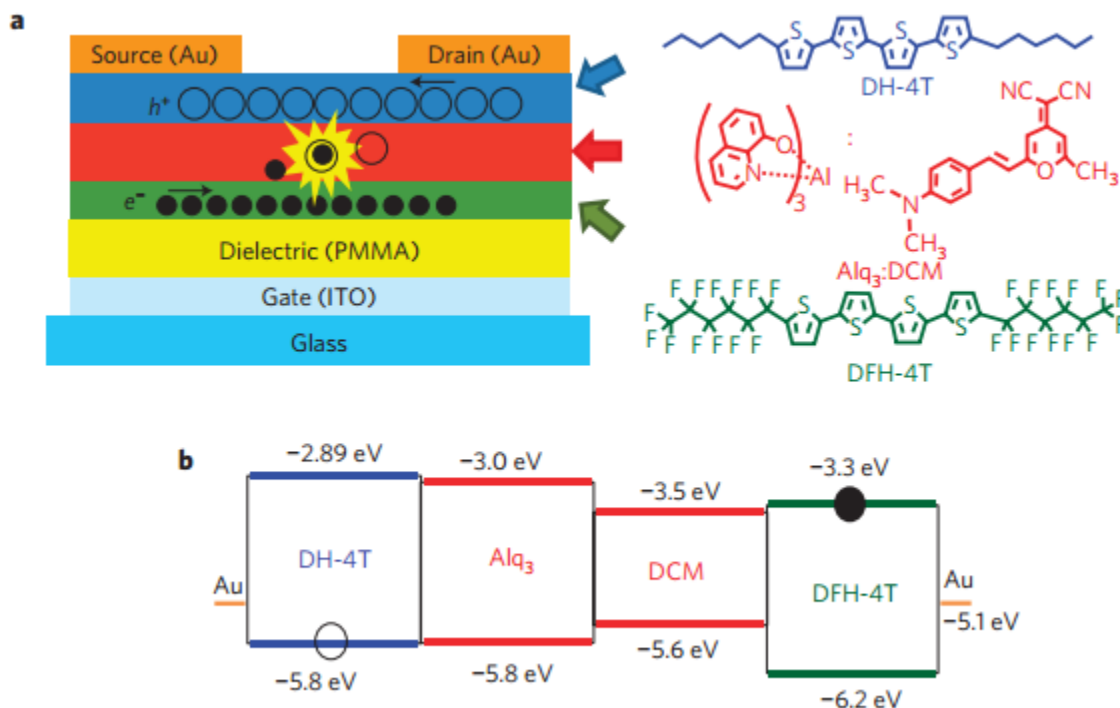 a
Source (Au)
Drain (Au)
h+
e−
Dielectric (PMMA)
Gate (ITO)
Glass
S S S S
DH-4T
( O N Al )3
:
NC CN
O CH3
H3C N
CH3
Alq3:DCM
F F F F F F F F F F F F F
S S S S
F F F F F F F F F F F F F
DFH-4T
b
−2.89 eV
−3.0 eV
−3.5 eV
−3.3 eV
DH-4T
Alq3
DCM
DFH-4T
Au
Au
−5.1 eV
−5.8 eV
−5.8 eV
−5.6 eV
−6.2 eV